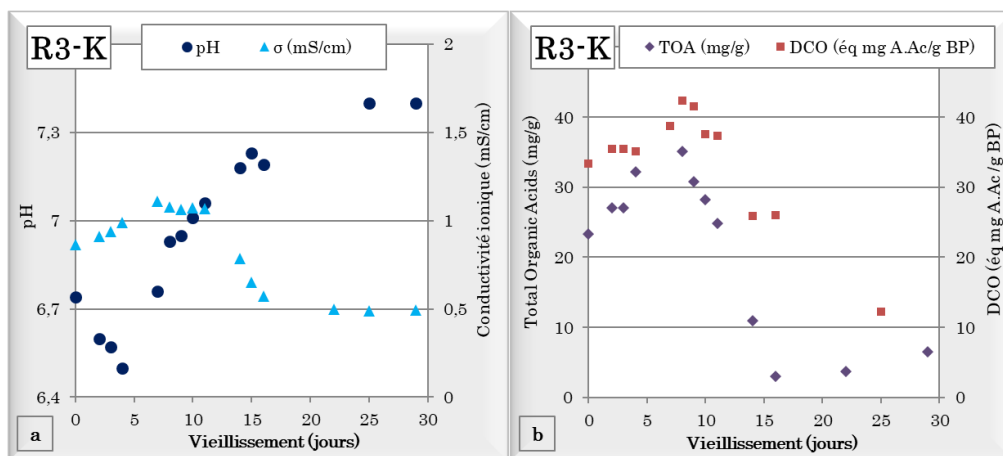 R3-K
pH σ (mS/cm)
pH
7,3
7
6,7
6,4
2
1,5
1
0,5
0
Conductivité ionique (mS/cm)
0 5 10 15 20 25 30
Vieillissement (jours)
a
R3-K
TOA (mg/g) DCO (éq mg A.Ac/g BP)
Total Organic Acids (mg/g)
40
30
20
10
0
40
30
20
10
0
DCO (éq mg A.Ac /g BP)
0 5 10 15 20 25 30
Vieillissement (jours)
b